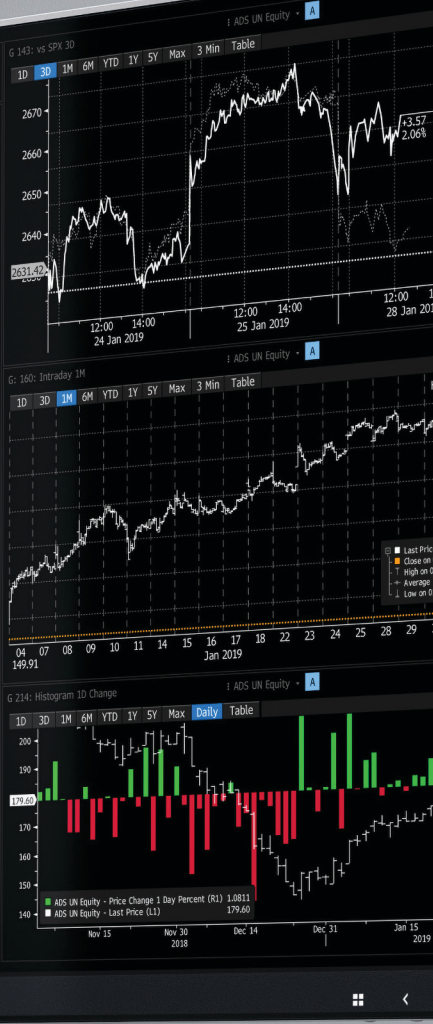 ADS UN Equity A
G 143: vs SPX 3D
1D 3D 1M 6M YTD 1Y 5Y Max 3 Min Table
2670
2660
2650
2640
2631.42
+3.57
2.06%
12:00 14:00 12:00 14:00 12:00
24 Jan 2019 25 Jan 2019 28 Jan 201
ADS UN Equity A
G: 160: Intraday 1M
1D 3D 1M 6M YTD 1Y 5Y Max 3 Min Table
Last Pric
Close on
High on 0
Average
Low on 0
04 07 08 09 10 11 14 15 16 17 18 22 23 24 25 28 29
149.91 Jan 2019
ADS UN Equity A
G 214: Histogram 1D Change
1D 3D 1M 6M YTD 1Y 5Y Max Daily Table
200
190
179.60
170
160
150
140
ADS UN Equity - Price Change 1 Day Percent (R1) 1.0811
ADS UN Equity - Last Price (L1) 179.60
Nov 15 Nov 30 Dec 14 Dec 31 Jan 15
2018 2019